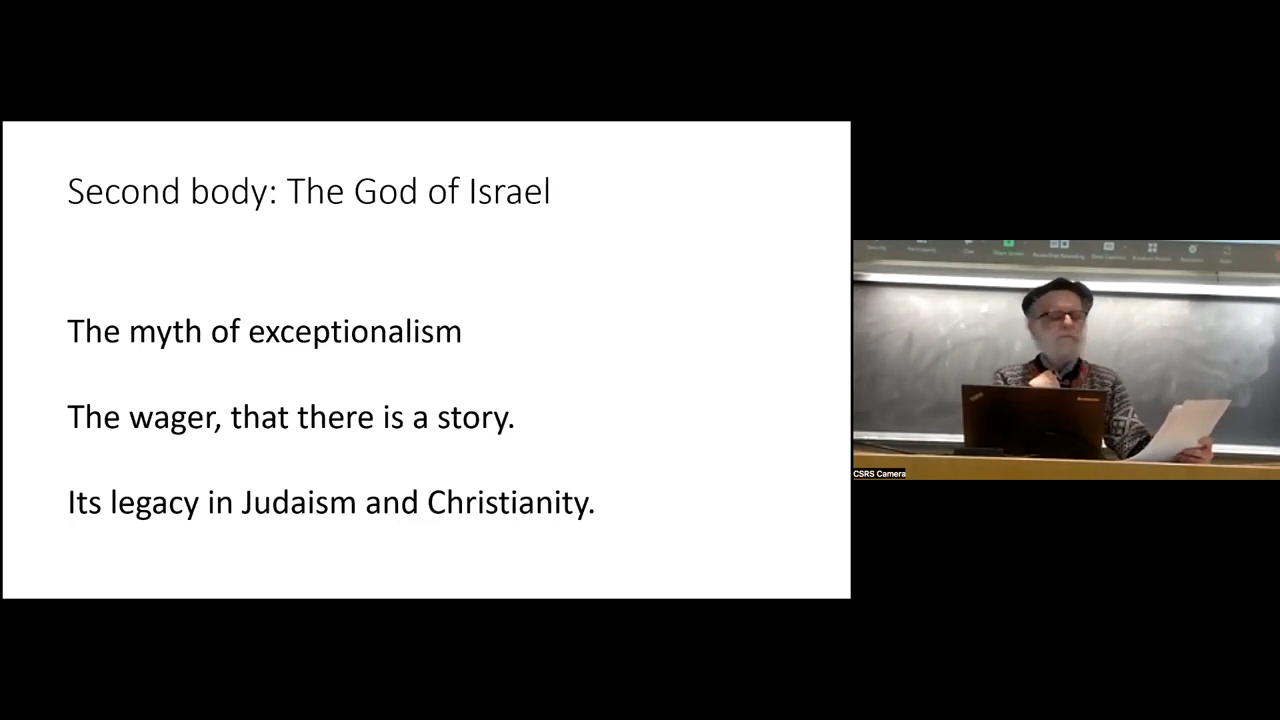 Second body: The God of Israel
The myth of exceptionalism
The wager, that there is a story.
Its legacy in Judaism and Christianity.
CSRS Camera